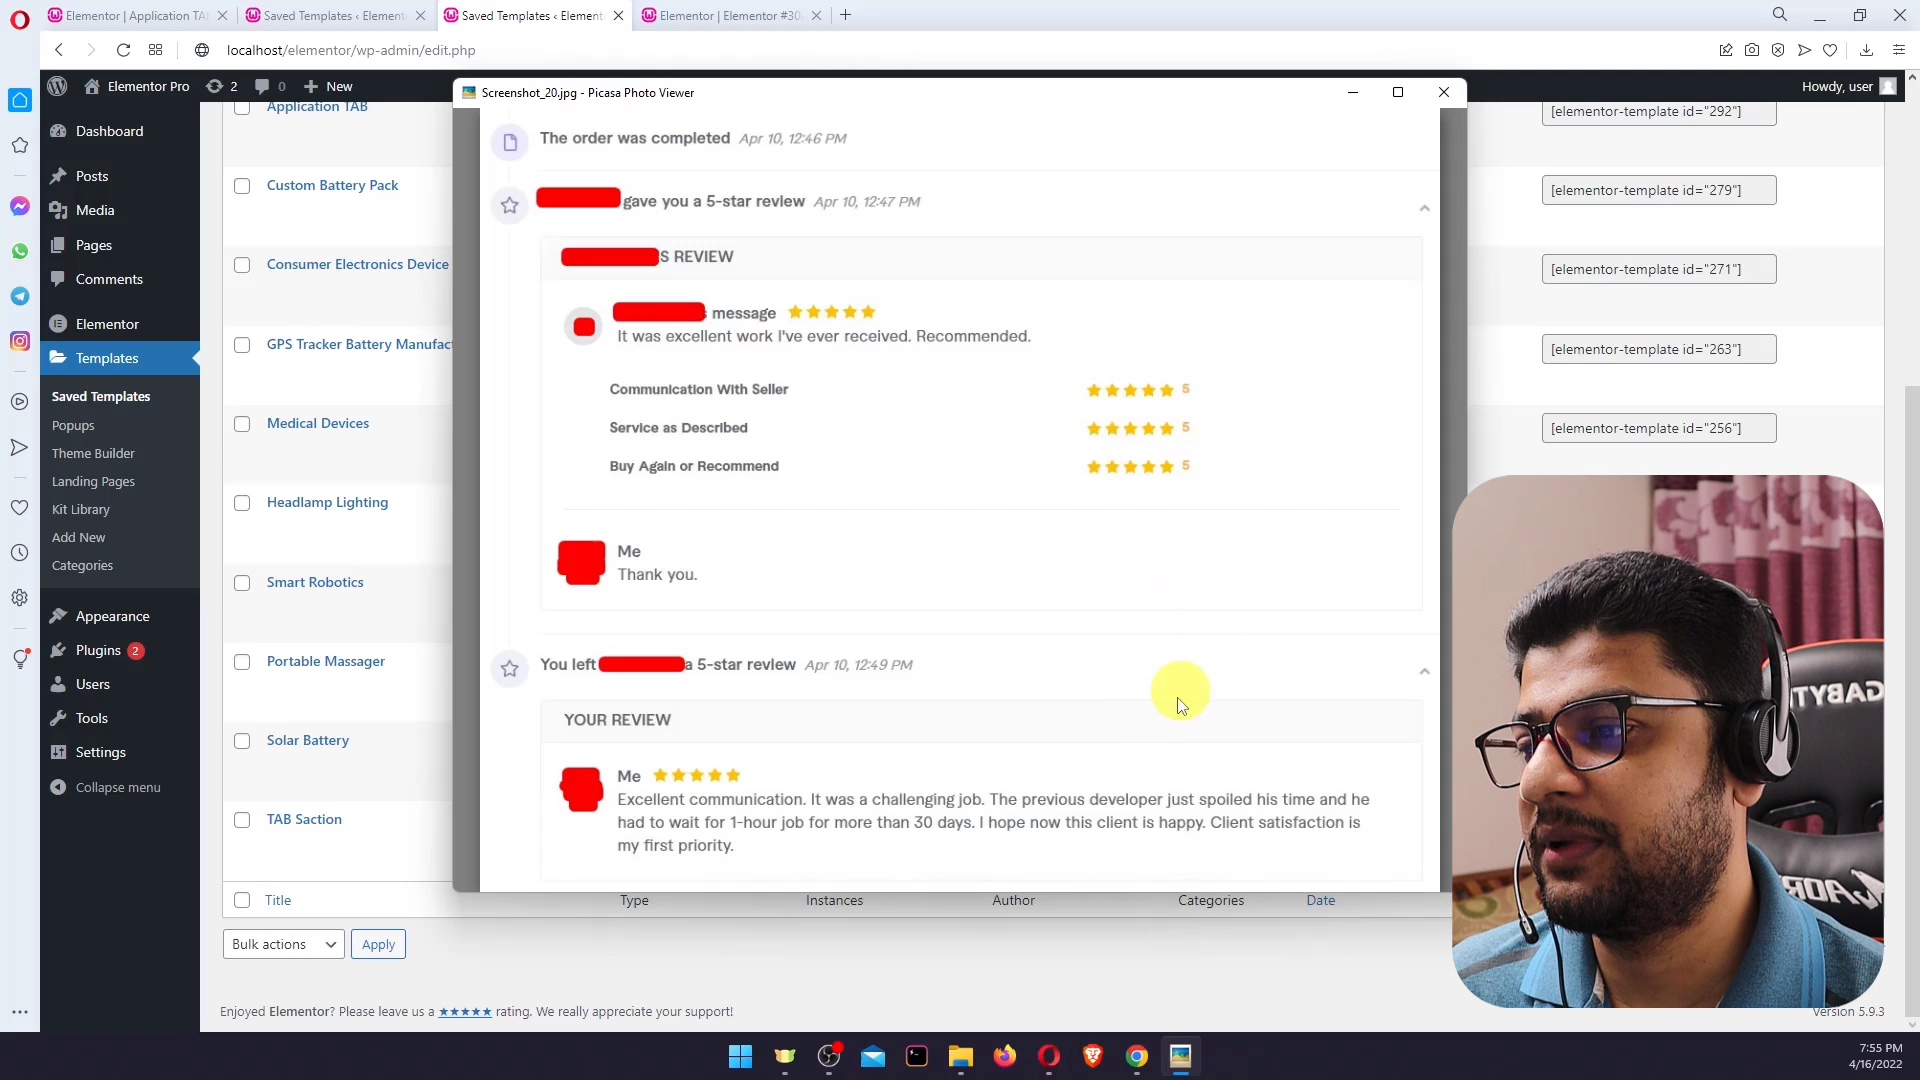 Elementor | Application TA
Saved Templates ‹ Element
Saved Templates ‹ Element
Elementor | Elementor #30
localhost/elementor/wp-admin/edit.php
Elementor Pro
2
0
New
Howdy, user
Screenshot_20.jpg - Picasa Photo Viewer
Dashboard
Posts
Media
Pages
Comments
Elementor
Templates
Saved Templates
Popups
Theme Builder
Landing Pages
Kit Library
Add New
Categories
Appearance
Plugins 2
Users
Tools
Settings
Collapse menu
Application TAB
Custom Battery Pack
Consumer Electronics Device
GPS Tracker Battery Manufac
Medical Devices
Headlamp Lighting
Smart Robotics
Portable Massager
Solar Battery
TAB Saction
[elementor-template id="292"]
[elementor-template id="279"]
[elementor-template id="271"]
[elementor-template id="263"]
[elementor-template id="256"]
The order was completed Apr 10, 12:46 PM
gave you a 5-star review Apr 10, 12:47 PM
S REVIEW
message
It was excellent work I've ever received. Recommended.
Communication With Seller 5
Service as Described 5
Buy Again or Recommend 5
Me
Thank you.
You left a 5-star review Apr 10, 12:49 PM
YOUR REVIEW
Me
Excellent communication. It was a challenging job. The previous developer just spoiled his time and he
had to wait for 1-hour job for more than 30 days. I hope now this client is happy. Client satisfaction is
my first priority.
Title Type Instances Author Categories Date
Bulk actions Apply
Enjoyed Elementor? Please leave us a ★★★★★ rating. We really appreciate your support!
Version 5.9.3
7:55 PM
4/16/2022